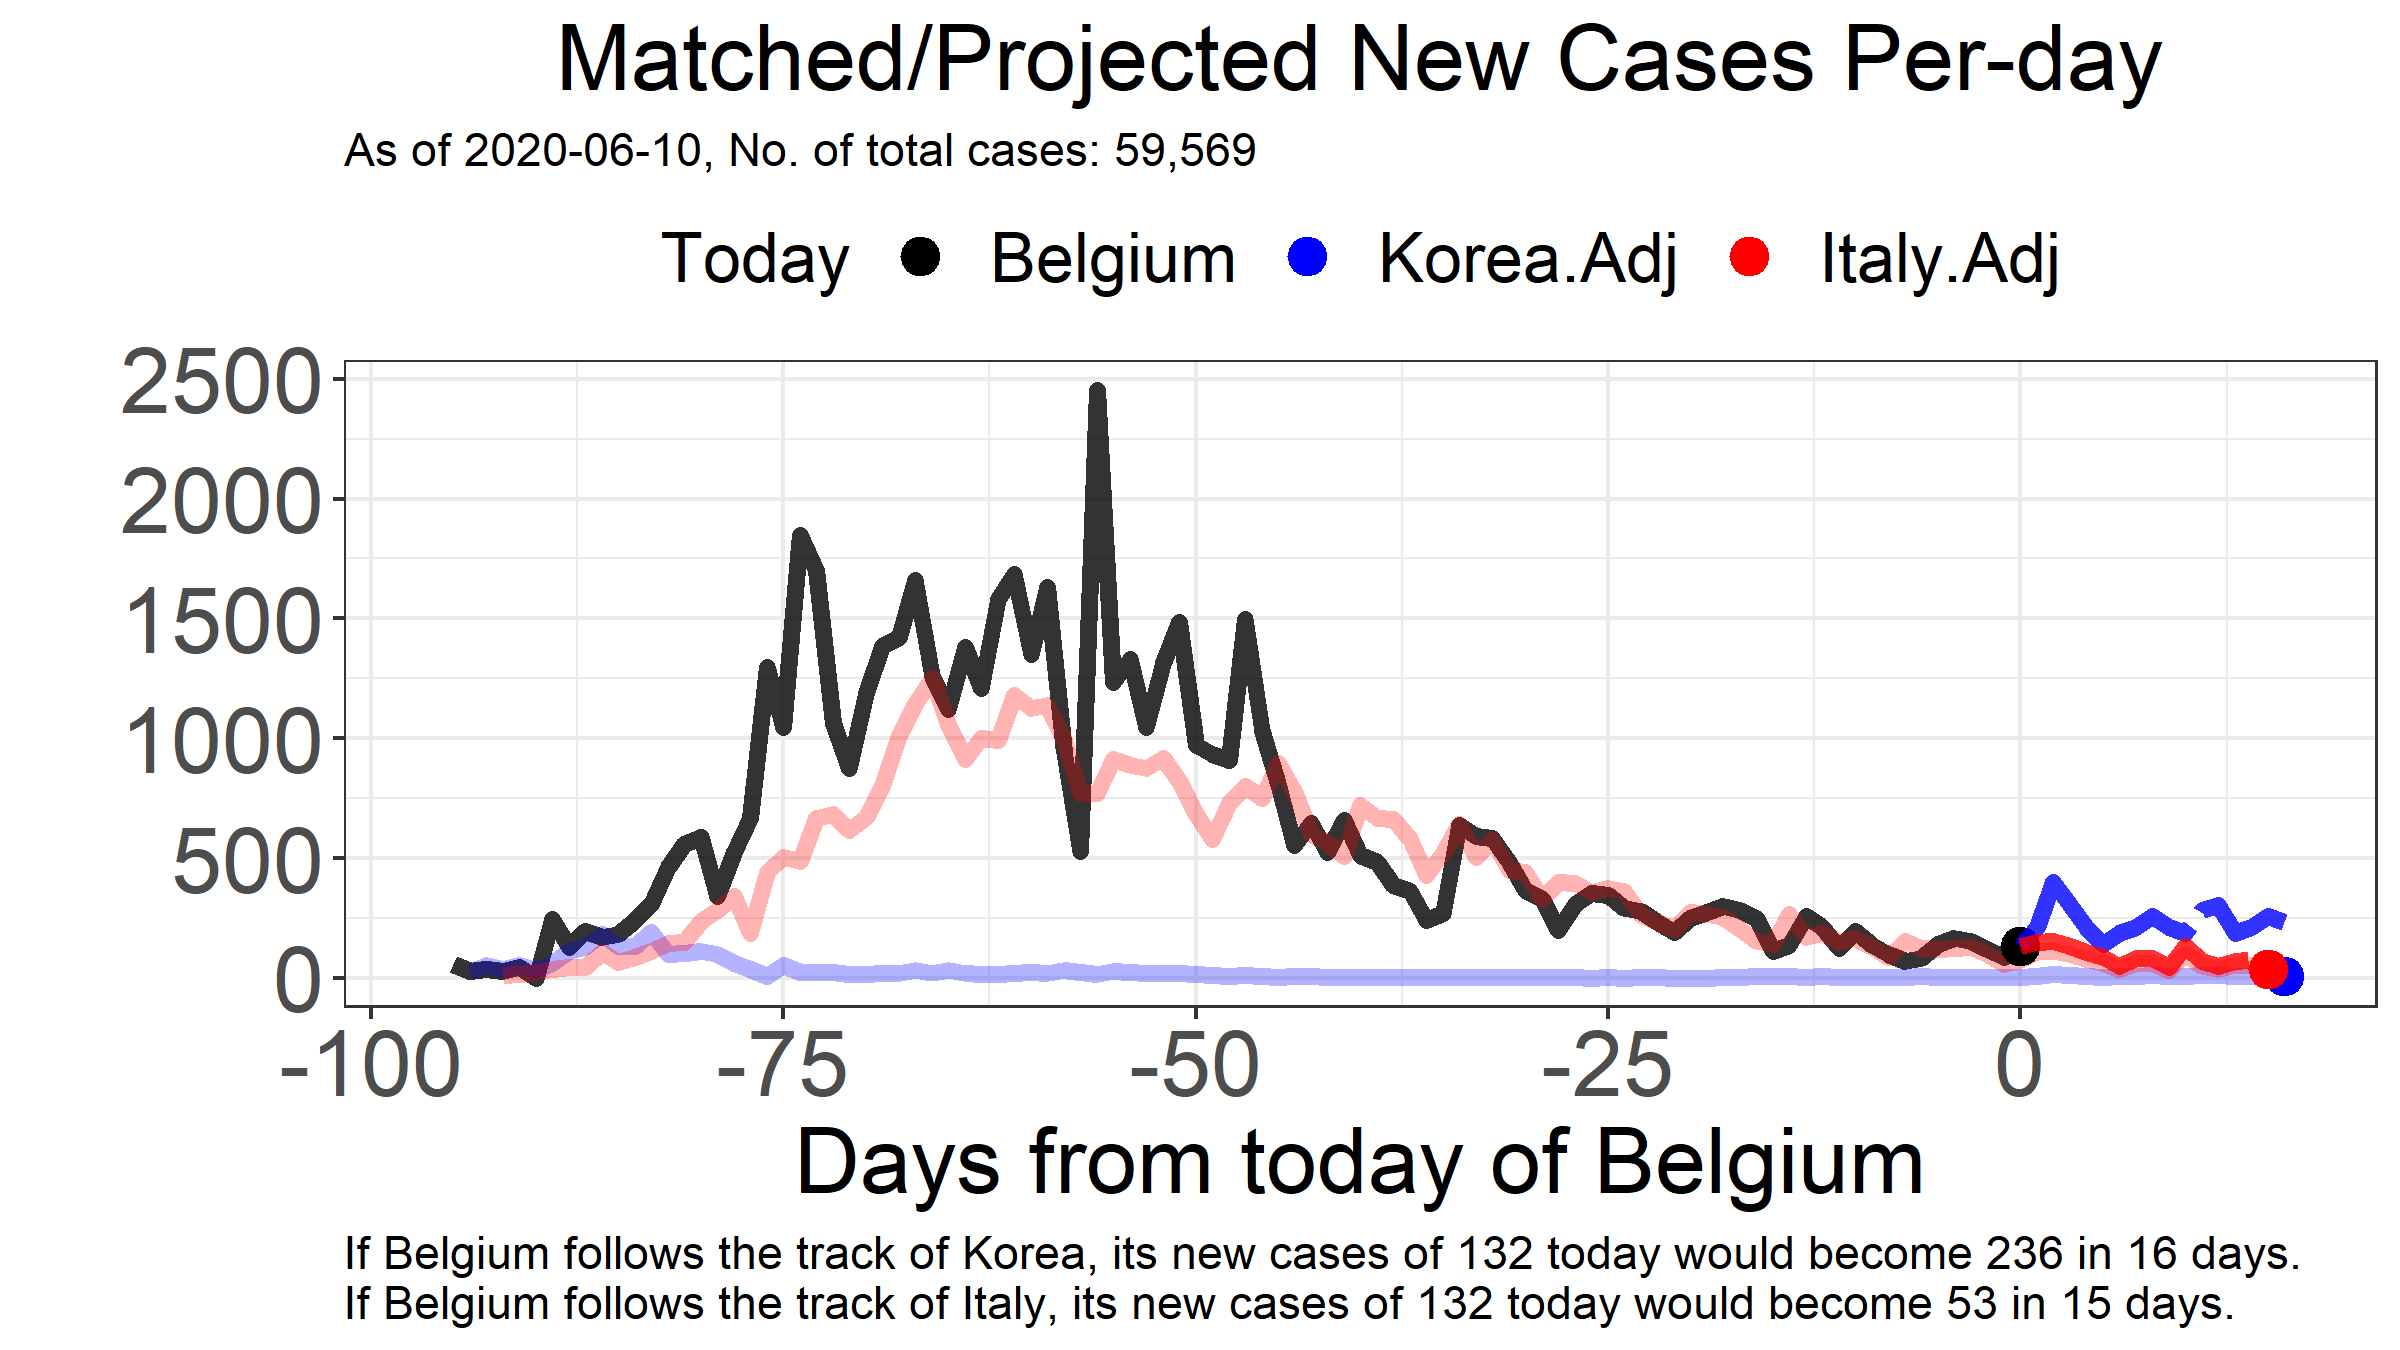 Matched/Projected New Cases Per-day
As of 2020-06-10, No. of total cases: 59,569
Today Belgium Korea.Adj Italy.Adj
2500
2000
1500
1000
500
0
-100 -75 -50 -25 0
Days from today of Belgium
If Belgium follows the track of Korea, its new cases of 132 today would become 236 in 16 days.
If Belgium follows the track of Italy, its new cases of 132 today would become 53 in 15 days.